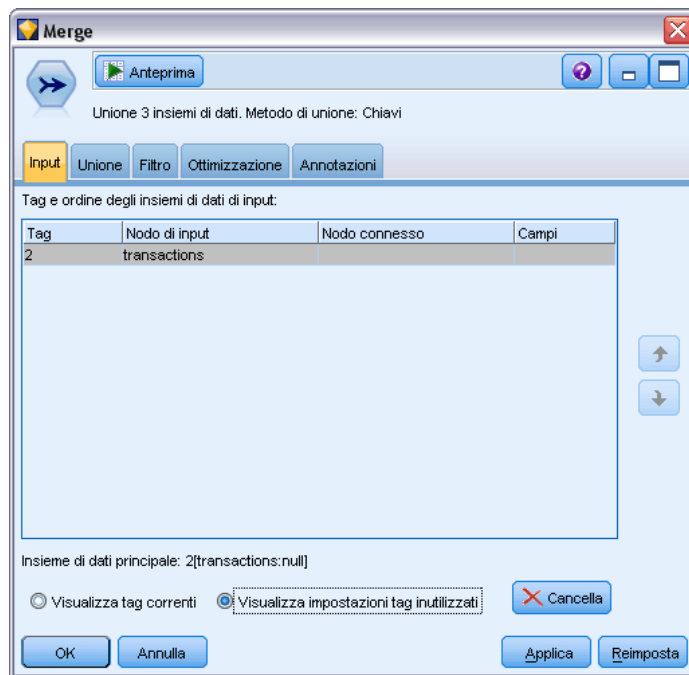 Merge
Anteprima
Unione 3 insiemi di dati. Metodo di unione: Chiavi
Input Unione Filtro Ottimizzazione Annotazioni
Tag e ordine degli insiemi di dati di input:
Tag Nodo di input Nodo connesso Campi
2 transactions
Insieme di dati principale: 2[transactions:null]
Visualizza tag correnti Visualizza impostazioni tag inutilizzati Cancella
OK Annulla Applica Reimposta